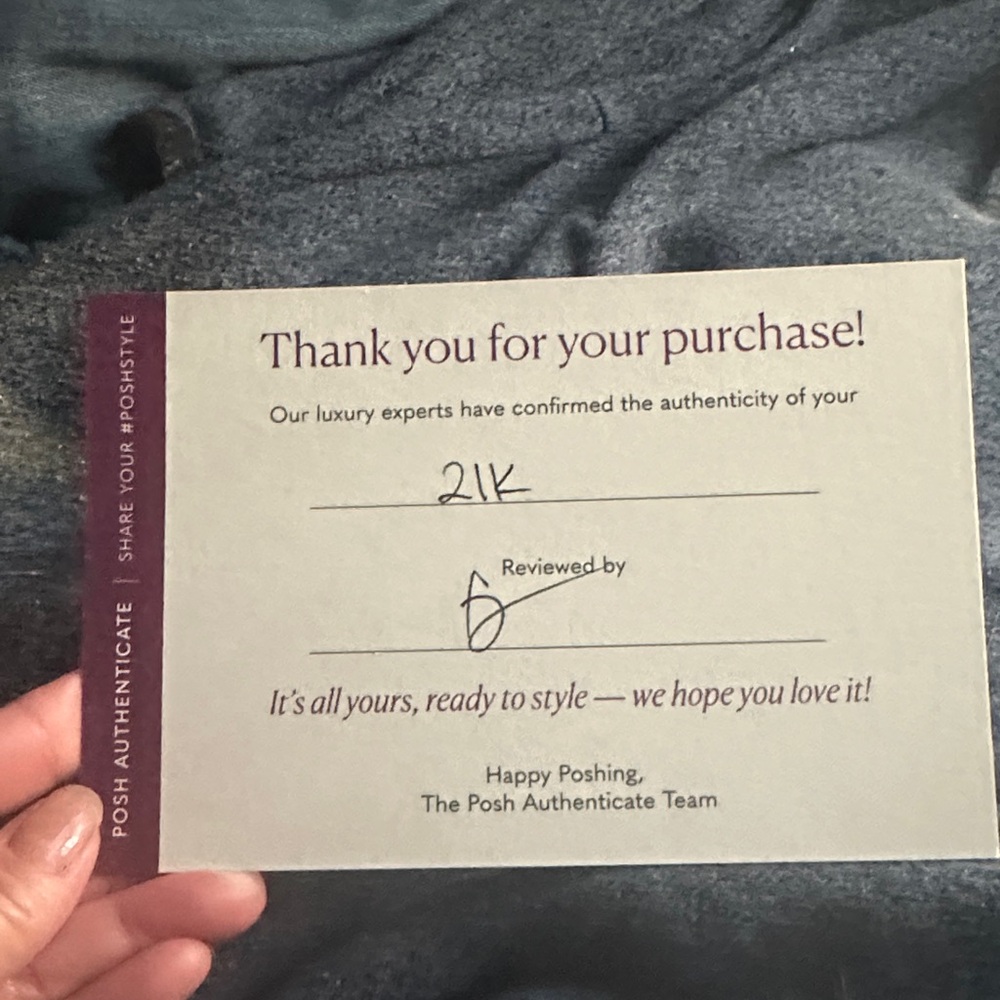 Thank you for your purchase!
Our luxury experts have confirmed the authenticity of your
21K
Reviewed by
It's all yours, ready to style — we hope you love it!
Happy Poshing,
The Posh Authenticate Team
POSH AUTHENTICATE | SHARE YOUR #POSHSTYLE